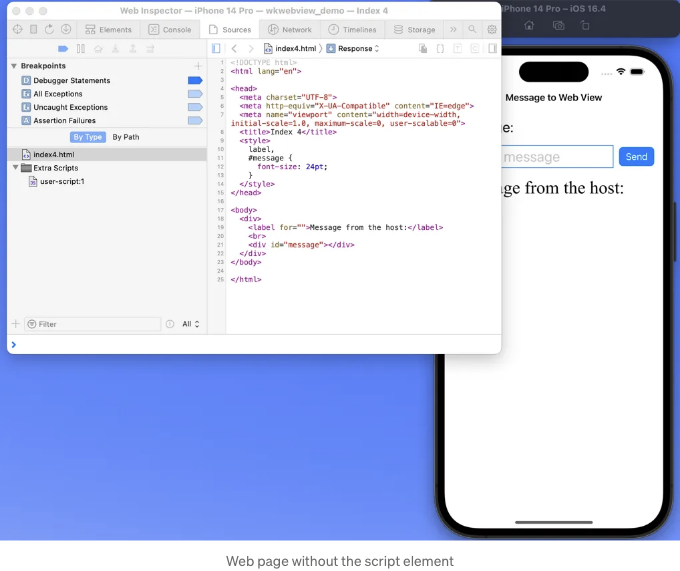 Web Inspector — iPhone 14 Pro — wkwebview_demo — Index 4
Phone 14 Pro – iOS 16.4
Elements
Console
Sources
Network
Timelines
Storage
index4.html
Response
Breakpoints
Debugger Statements
All Exceptions
Uncaught Exceptions
Assertion Failures
By Type
By Path
index4.html
Extra Scripts
user-script:1
Filter
All
1 <!DOCTYPE html>
2 <html lang="en">
3
4 <head>
5 <meta charset="UTF-8">
6 <meta http-equiv="X-UA-Compatible" content="IE=edge">
7 <meta name="viewport" content="width=device-width,
initial-scale=1.0, maximum-scale=0, user-scalable=0">
8 <title>Index 4</title>
9 <style>
10 label,
11 #message {
12 font-size: 24pt;
13 }
14 </style>
15 </head>
16
17 <body>
18 <div>
19 <label for="">Message from the host:</label>
20 <br>
21 <div id="message"></div>
22 </div>
23 </body>
24
25 </html>
Message to Web View
e:
message
Send
ge from the host:
Web page without the script element